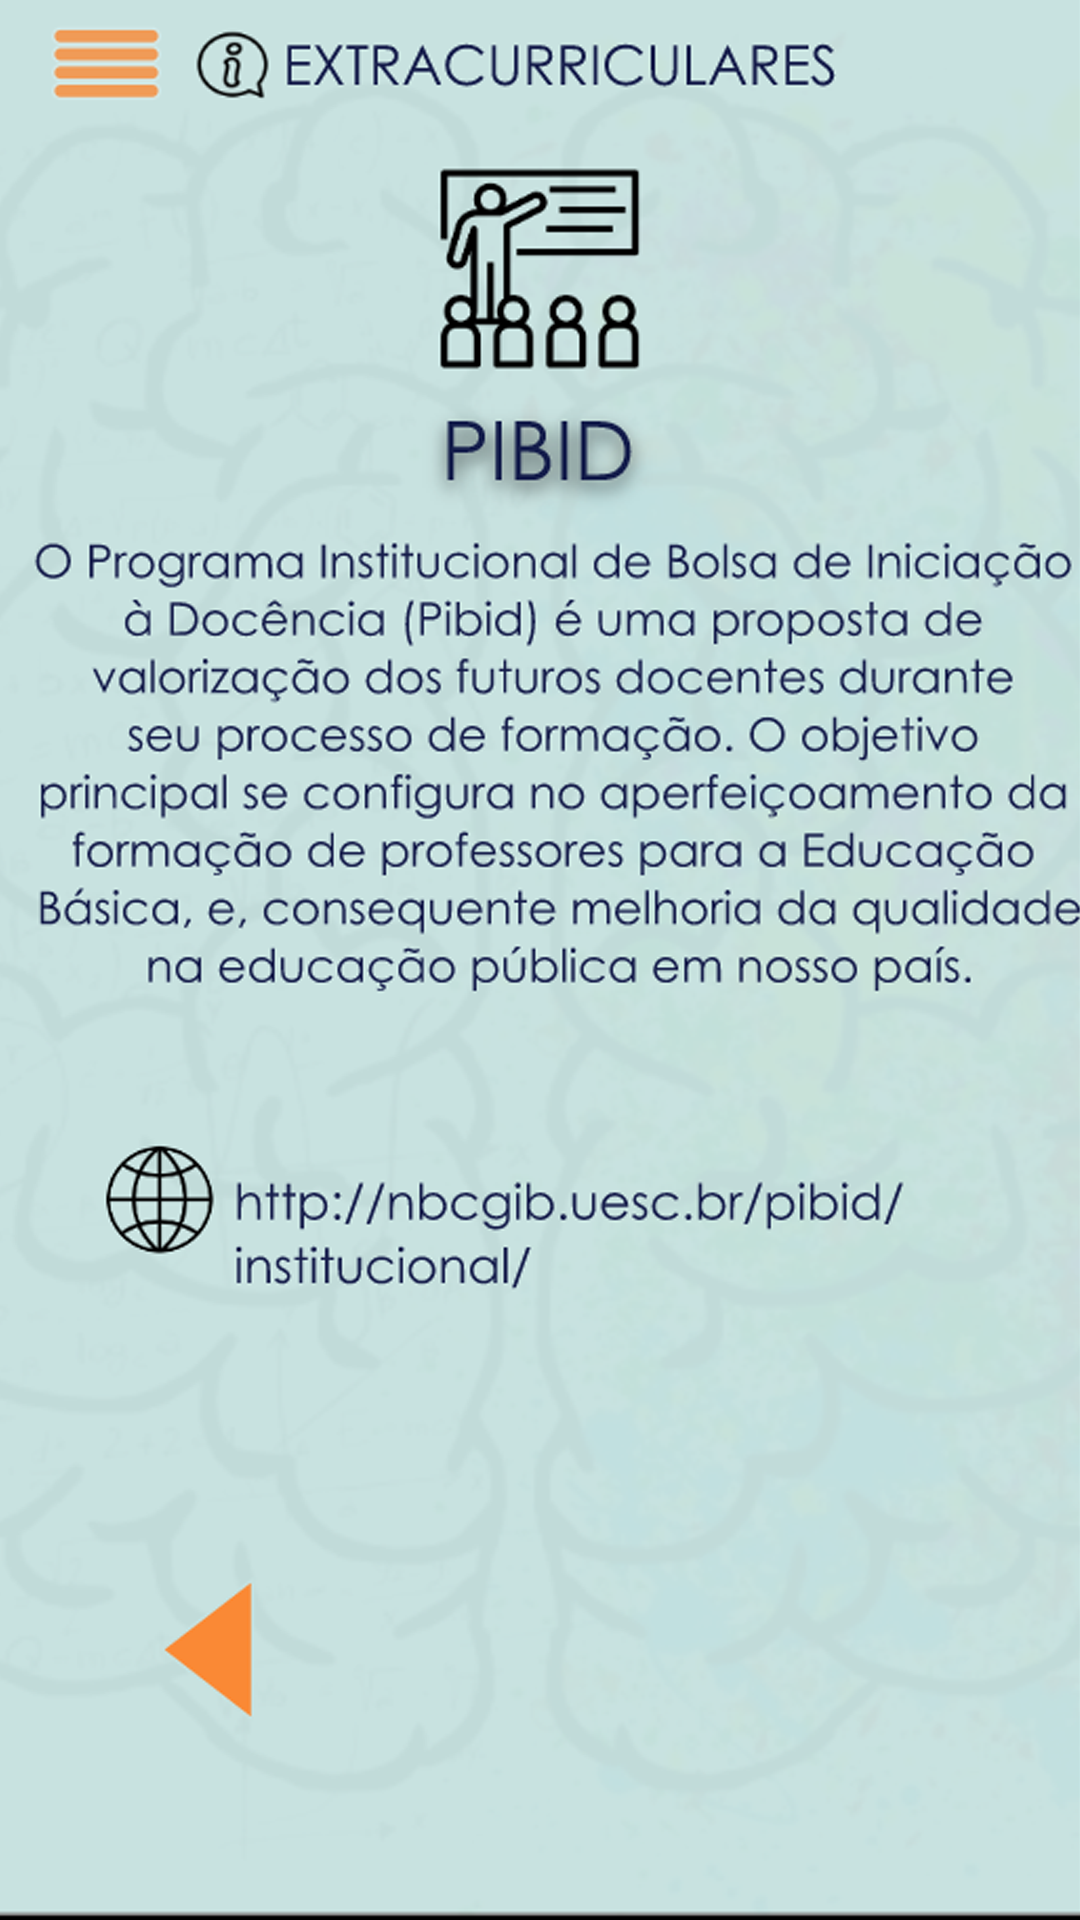 EXTRACURRICULARES
PIBID
O Programa Institucional de Bolsa de Iniciação
à Docência (Pibid) é uma proposta de
valorização dos futuros docentes durante
seu processo de formação. O objetivo
principal se configura no aperfeiçoamento da
formação de professores para a Educação
Básica, e, consequente melhoria da qualidade
na educação pública em nosso país.
http://nbcgib.uesc.br/pibid/
institucional/